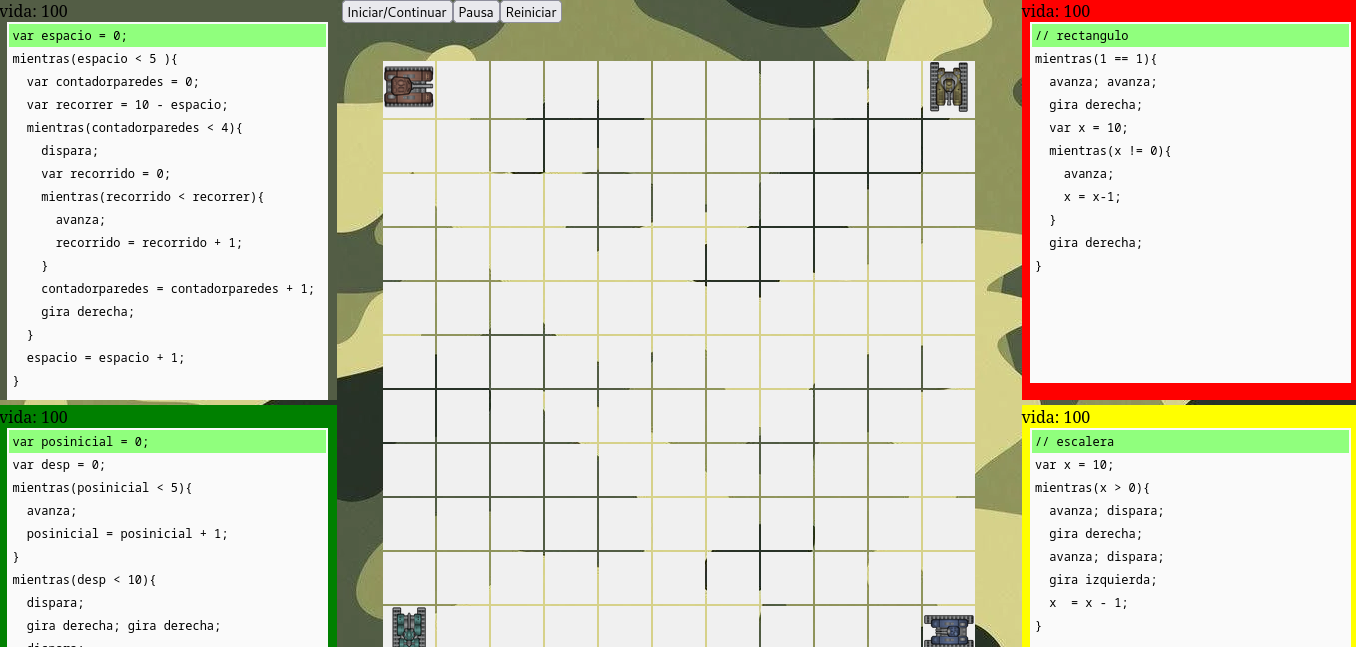 vida: 100
var espacio = 0;
mientras(espacio < 5 ){
  var contadorparedes = 0;
  var recorrer = 10 - espacio;
  mientras(contadorparedes < 4){
    dispara;
    var recorrido = 0;
    mientras(recorrido < recorrer){
      avanza;
      recorrido = recorrido + 1;
    }
    contadorparedes = contadorparedes + 1;
    gira derecha;
  }
  espacio = espacio + 1;
}
vida: 100
var posinicial = 0;
var desp = 0;
mientras(posinicial < 5){
  avanza;
  posinicial = posinicial + 1;
}
mientras(desp < 10){
  dispara;
  gira derecha; gira derecha;
Iniciar/Continuar Pausa Reiniciar
vida: 100
// rectangulo
mientras(1 == 1){
  avanza; avanza;
  gira derecha;
  var x = 10;
  mientras(x != 0){
    avanza;
    x = x-1;
  }
  gira derecha;
}
vida: 100
// escalera
var x = 10;
mientras(x > 0){
  avanza; dispara;
  gira derecha;
  avanza; dispara;
  gira izquierda;
  x  = x - 1;
}